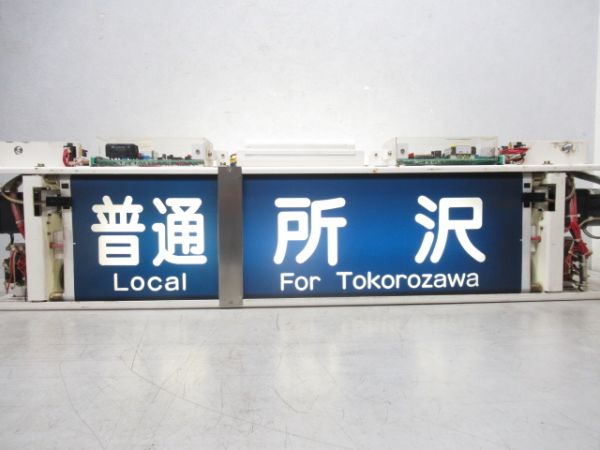 普通 所沢
Local For Tokorozawa